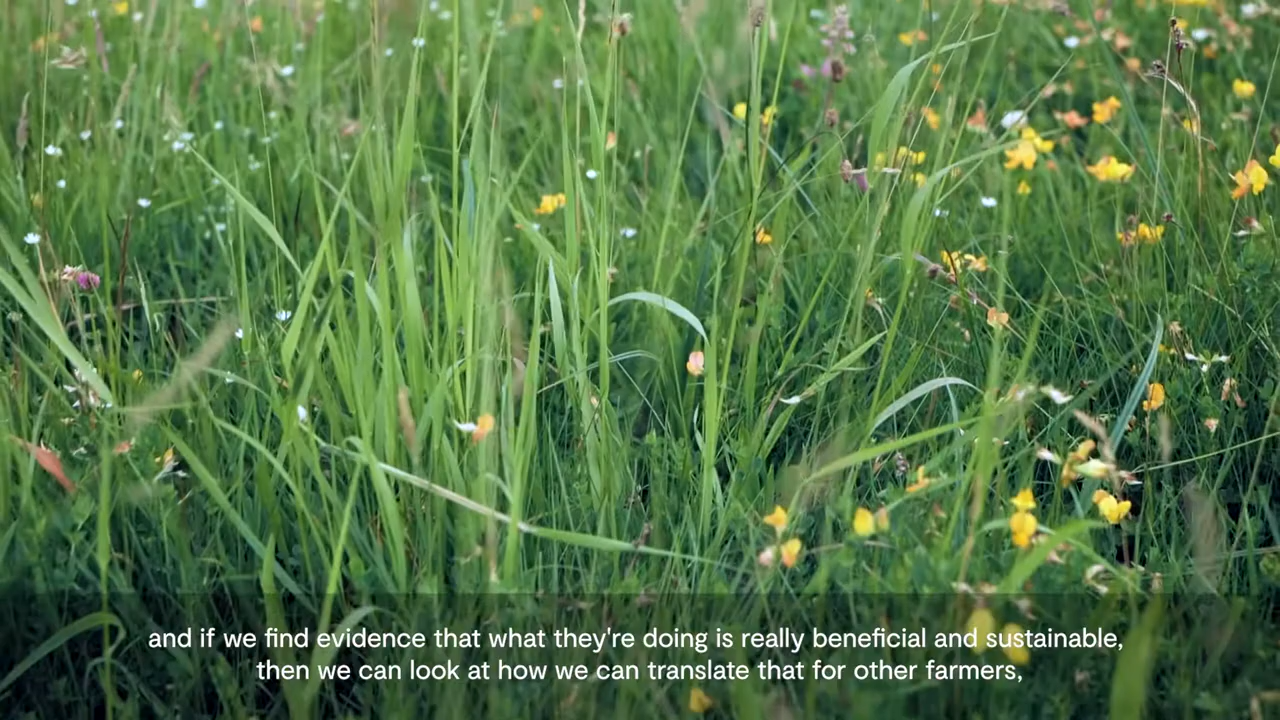 and if we find evidence that what they're doing is really beneficial and sustainable,
then we can look at how we can translate that for other farmers,